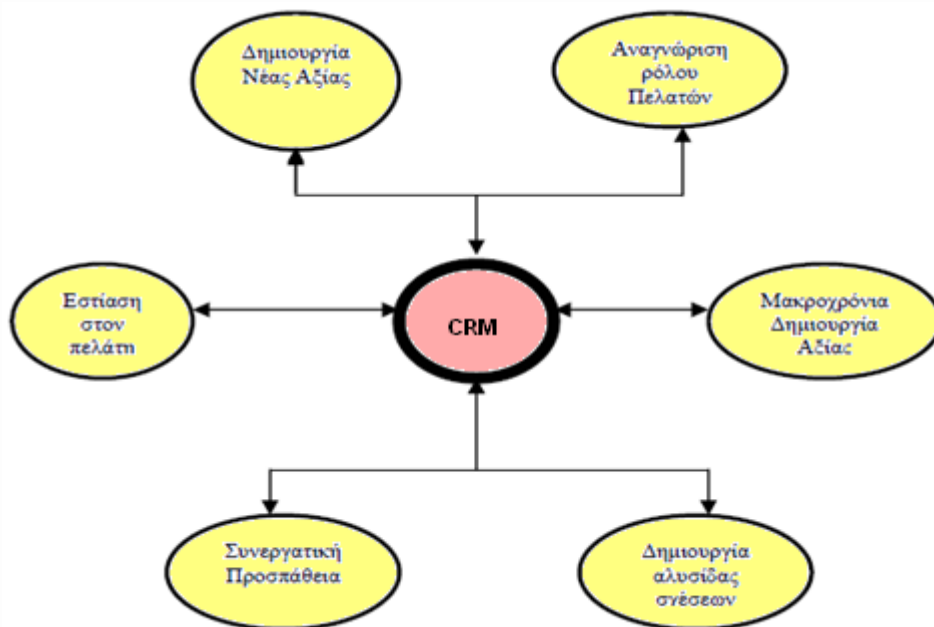 Δημιουργία
Νέας Αξίας
Αναγνώριση
ρόλου
Πελατών
Εστίαση
στον
πελάτη
CRM
Μακροχρόνια
Δημιουργία
Αξίας
Συνεργατική
Προσπάθεια
Δημιουργία
αλυσίδας
σχέσεων